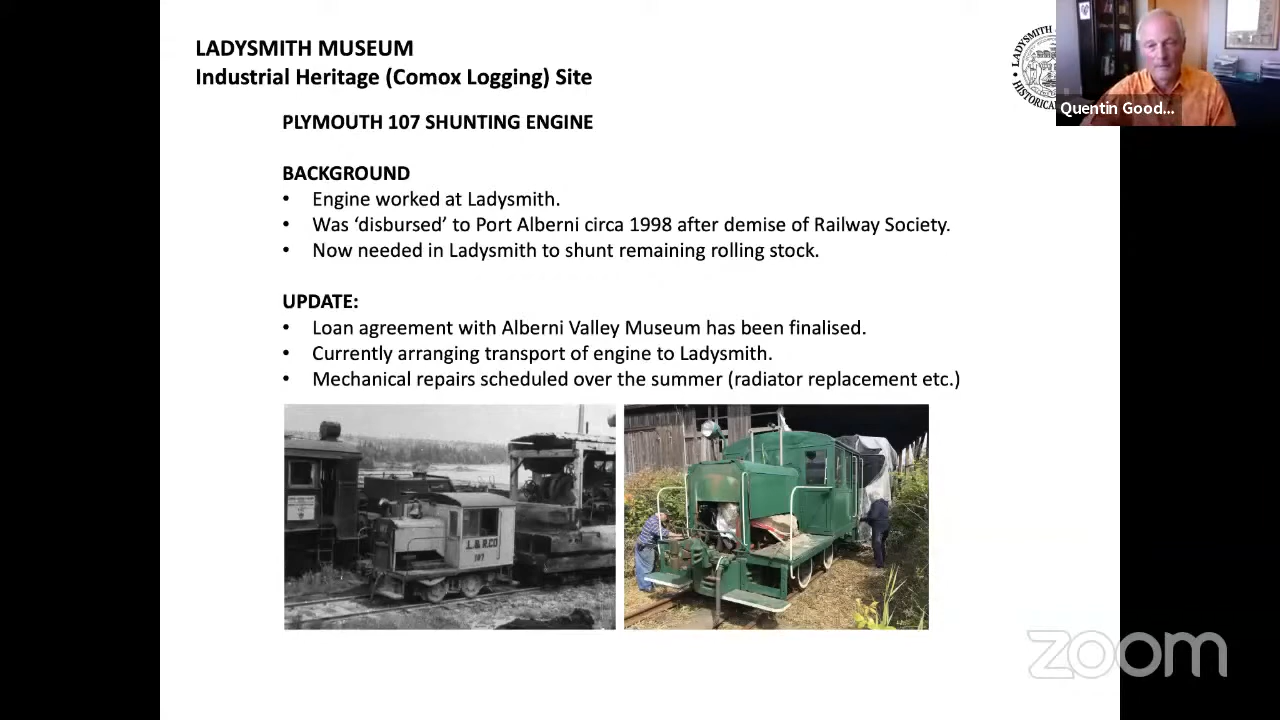 LADYSMITH MUSEUM
Industrial Heritage (Comox Logging) Site
LADYSMITH
HISTORICAL
Quentin Good...
PLYMOUTH 107 SHUNTING ENGINE
BACKGROUND
• Engine worked at Ladysmith.
• Was ‘disbursed’ to Port Alberni circa 1998 after demise of Railway Society.
• Now needed in Ladysmith to shunt remaining rolling stock.
UPDATE:
• Loan agreement with Alberni Valley Museum has been finalised.
• Currently arranging transport of engine to Ladysmith.
• Mechanical repairs scheduled over the summer (radiator replacement etc.)
107
zoom